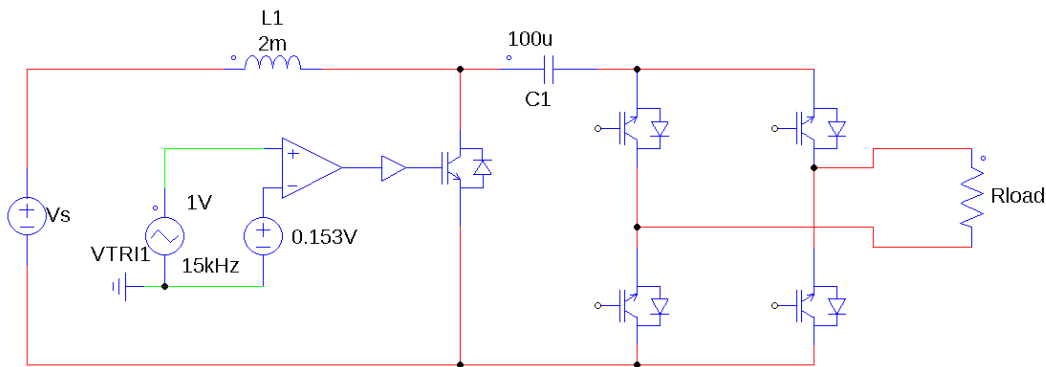 L1
2m
100u
C1
1V
Vs
0.153V
VTRI1
15kHz
Rload